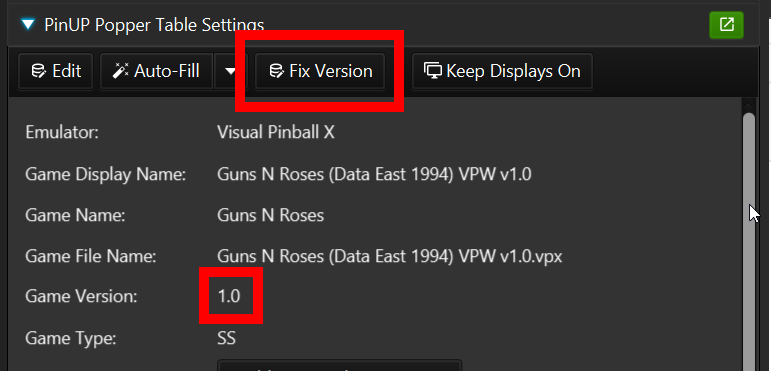 PinUP Popper Table Settings
Edit Auto-Fill Fix Version Keep Displays On
Emulator: Visual Pinball X
Game Display Name: Guns N Roses (Data East 1994) VPW v1.0
Game Name: Guns N Roses
Game File Name: Guns N Roses (Data East 1994) VPW v1.0.vpx
Game Version: 1.0
Game Type: SS